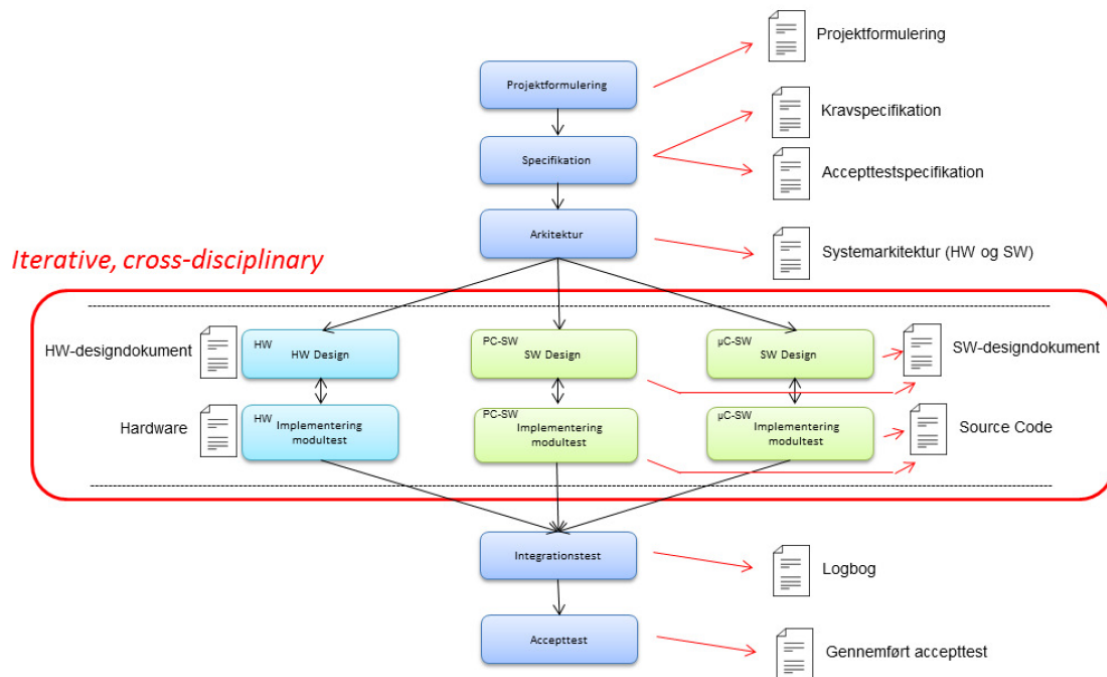 Projektformulering
Projektformulering
Kravspecifikation
Specifikation
Accepttestspecifikation
Arkitektur
Systemarkitektur (HW og SW)
Iterative, cross-disciplinary
HW-designdokument
HW
HW Design
PC-SW
SW Design
µC-SW
SW Design
SW-designdokument
Hardware
HW
Implementering
modultest
PC-SW
Implementering
modultest
µC-SW
Implementering
modultest
Source Code
Integrationstest
Logbog
Accepttest
Gennemført accepttest